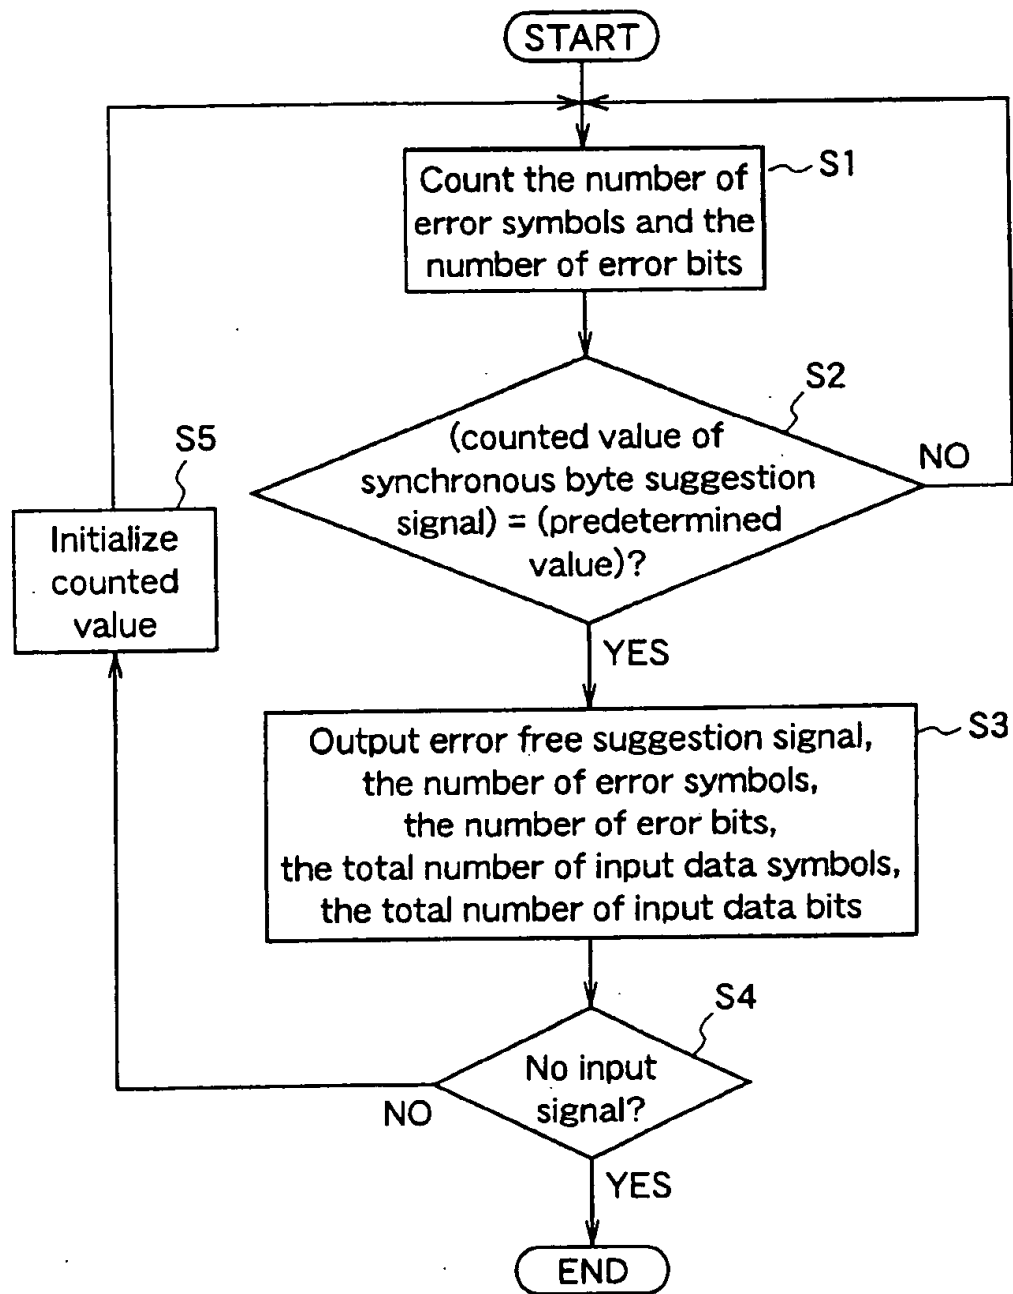 START
S1
Count the number of
error symbols and the
number of error bits
S2
(counted value of
synchronous byte suggestion
signal) = (predetermined
value)?
NO
S5
Initialize
counted
value
YES
S3
Output error free suggestion signal,
the number of error symbols,
the number of eror bits,
the total number of input data symbols,
the total number of input data bits
S4
No input
signal?
NO
YES
END